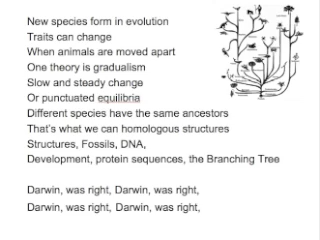 New species form in evolution
Traits can change
When animals are moved apart
One theory is gradualism
Slow and steady change
Or punctuated equilibria
Different species have the same ancestors
That's what we can homologous structures
Structures, Fossils, DNA,
Development, protein sequences, the Branching Tree
Darwin, was right, Darwin, was right,
Darwin, was right, Darwin, was right,